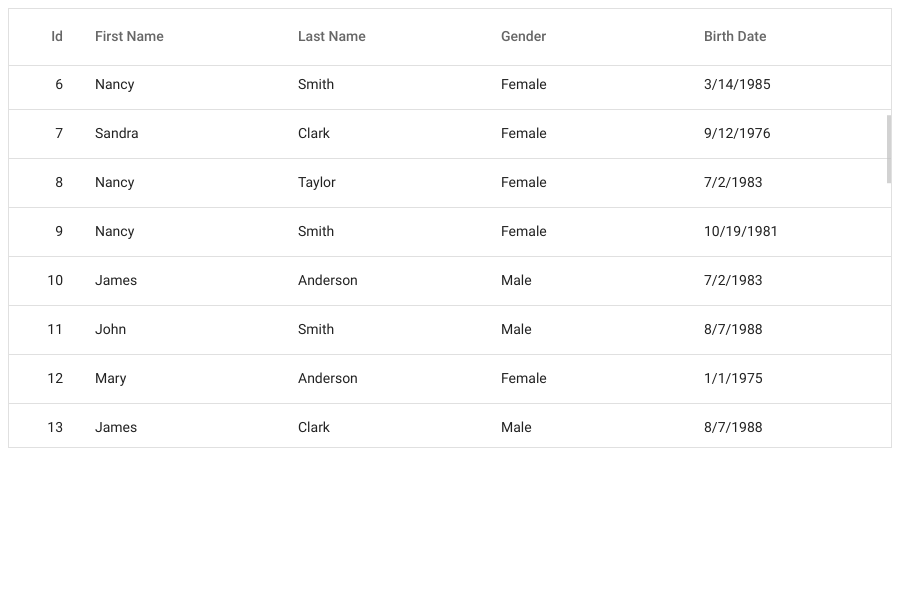 Id First Name Last Name Gender Birth Date
6 Nancy Smith Female 3/14/1985
7 Sandra Clark Female 9/12/1976
8 Nancy Taylor Female 7/2/1983
9 Nancy Smith Female 10/19/1981
10 James Anderson Male 7/2/1983
11 John Smith Male 8/7/1988
12 Mary Anderson Female 1/1/1975
13 James Clark Male 8/7/1988